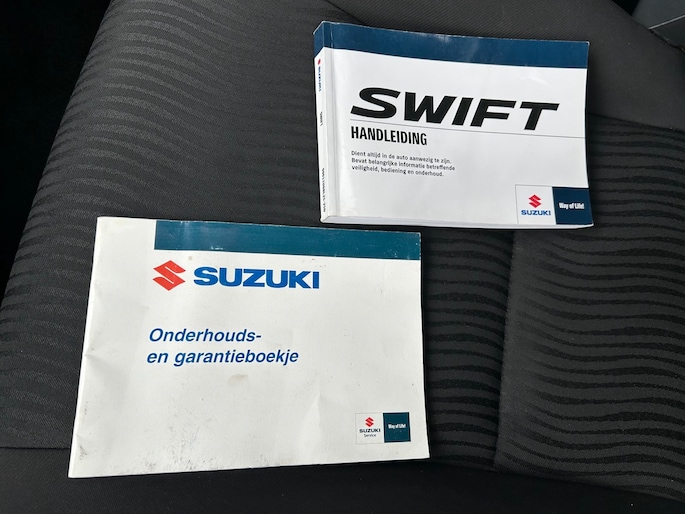 SUZUKI
SWIFT
HANDLEIDING
Dient altijd in de auto aanwezig te zijn.
Bevat belangrijke informatie betreffende
veiligheid, bediening en onderhoud.
SUZUKI
Way of Life!
SUZUKI
Onderhouds-
en garantieboekje
SUZUKI
Service
Way of Life!